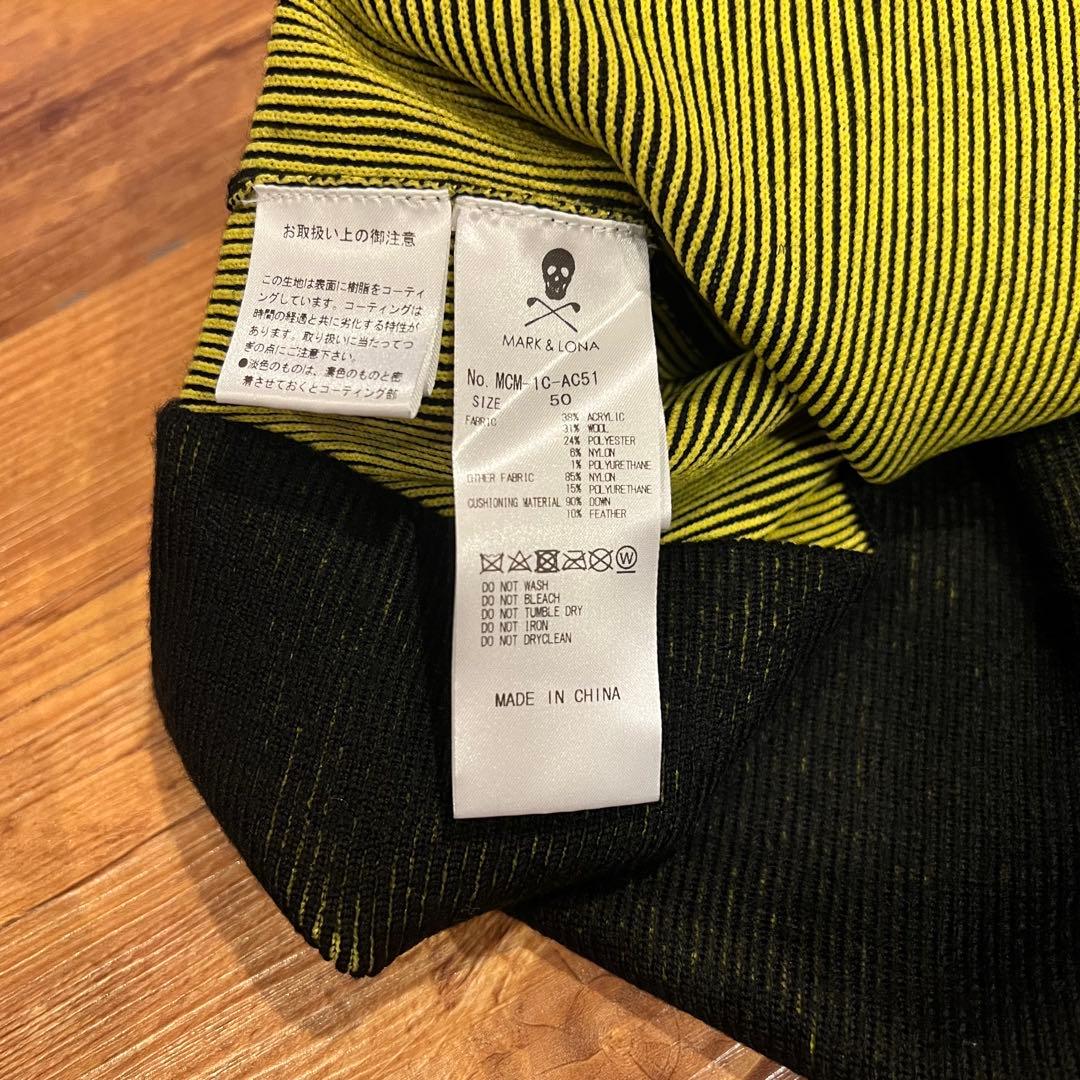 お取扱い上の御注意
この生地は表面に樹脂をコーティ
ングしています。コーティングは
時間の経過と共に劣化する特性が
あります。取り扱いに当たってつ
ぎの点にご注意下さい。
●淡色のものは、濃色のものと密
着させておくとコーティング部
MARK & LONA
No. MCM-1C-AC51
SIZE 50
FABRIC 38% ACRYLIC
31% WOOL
24% POLYESTER
6% NYLON
1% POLYURETHANE
OTHER FABRIC 85% NYLON
15% POLYURETHANE
CUSHIONING MATERIAL 90% DOWN
10% FEATHER
W
DO NOT WASH
DO NOT BLEACH
DO NOT TUMBLE DRY
DO NOT IRON
DO NOT DRYCLEAN
MADE IN CHINA